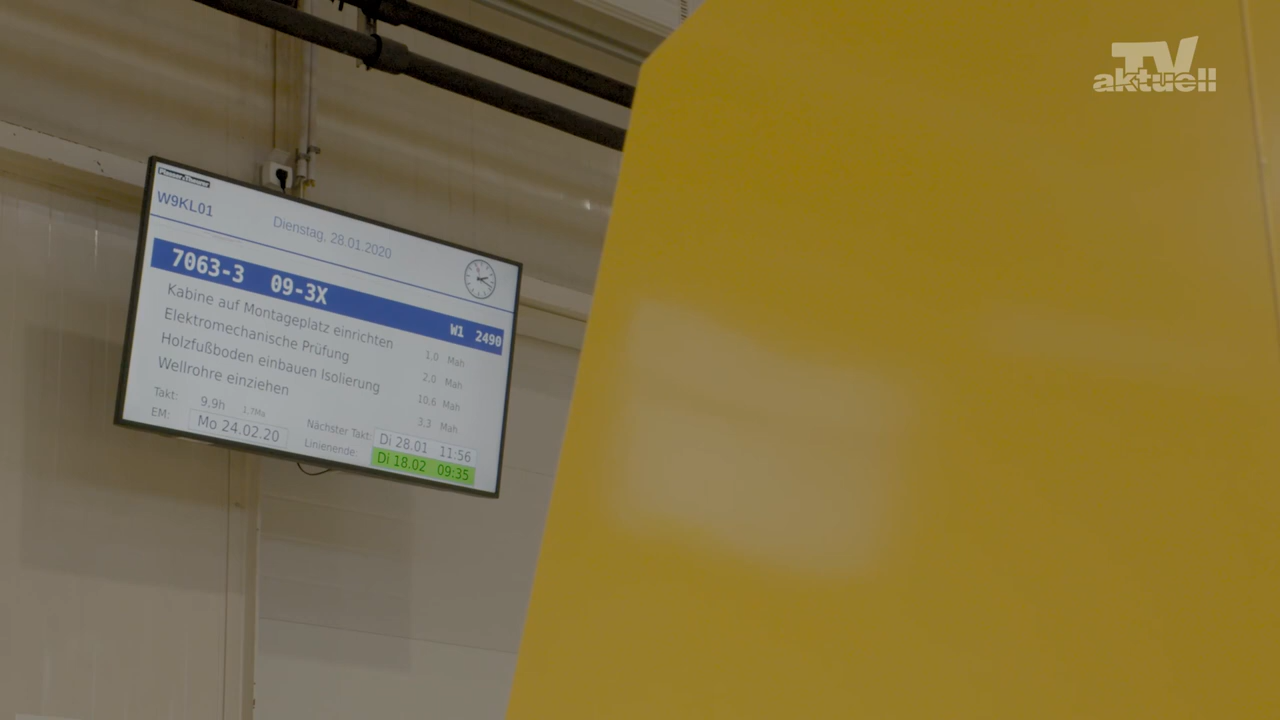 TV
aktuell
Plasser & Theurer
W9KL01
Dienstag, 28.01.2020
7063-3 09-3X
W1 2490
Kabine auf Montageplatz einrichten 1,0 Mah
Elektromechanische Prüfung 2,0 Mah
Holzfußboden einbauen Isolierung 10,6 Mah
Wellrohre einziehen 3,3 Mah
Takt: 9,9h 1,7Ma Nächster Takt: Di 28.01 11:56
EM: Mo 24.02.20 Linienende: Di 18.02 09:35